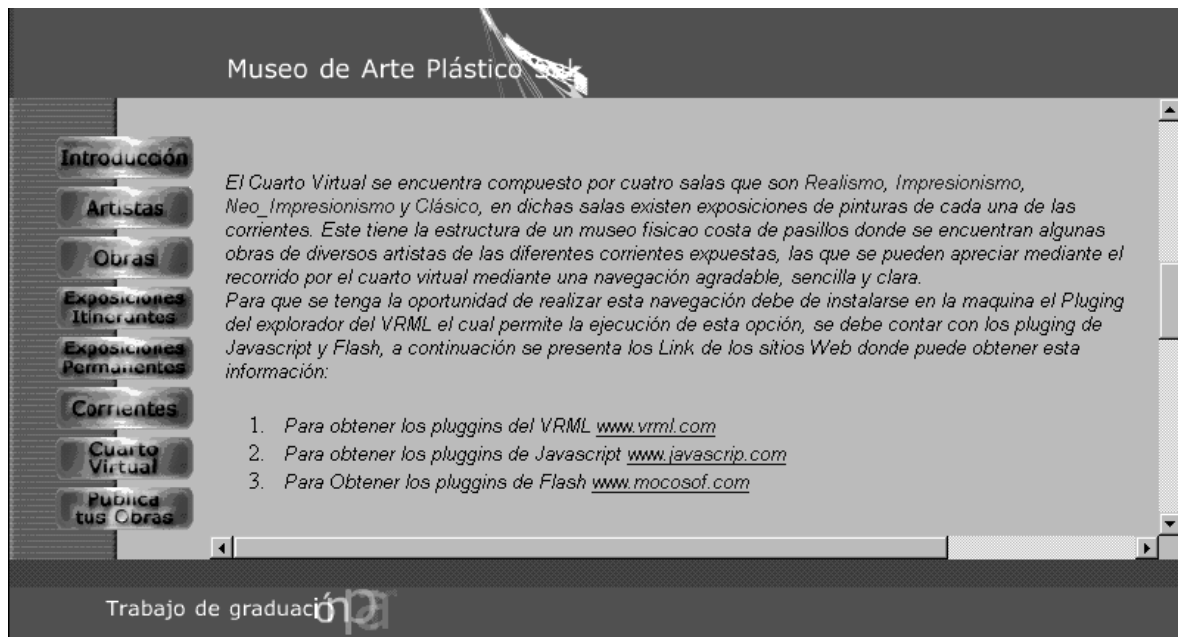 Museo de Arte Plástico
Introducción
Artistas
Obras
Exposiciones
Itinerantes
Exposiciones
Permanentes
Corrientes
Cuarto
Virtual
Publica
tus Obras
El Cuarto Virtual se encuentra compuesto por cuatro salas que son Realismo, Impresionismo,
Neo_Impresionismo y Clásico, en dichas salas existen exposiciones de pinturas de cada una de las
corrientes. Este tiene la estructura de un museo fisicao costa de pasillos donde se encuentran algunas
obras de diversos artistas de las diferentes corrientes expuestas, las que se pueden apreciar mediante el
recorrido por el cuarto virtual mediante una navegación agradable, sencilla y clara.
Para que se tenga la oportunidad de realizar esta navegación debe de instalarse en la maquina el Pluging
del explorador del VRML el cual permite la ejecución de esta opción, se debe contar con los pluging de
Javascript y Flash, a continuación se presenta los Link de los sitios Web donde puede obtener esta
información:
1. Para obtener los pluggins del VRML www.vrml.com
2. Para obtener los pluggins de Javascript www.javascrip.com
3. Para Obtener los pluggins de Flash www.mocosof.com
Trabajo de graduación